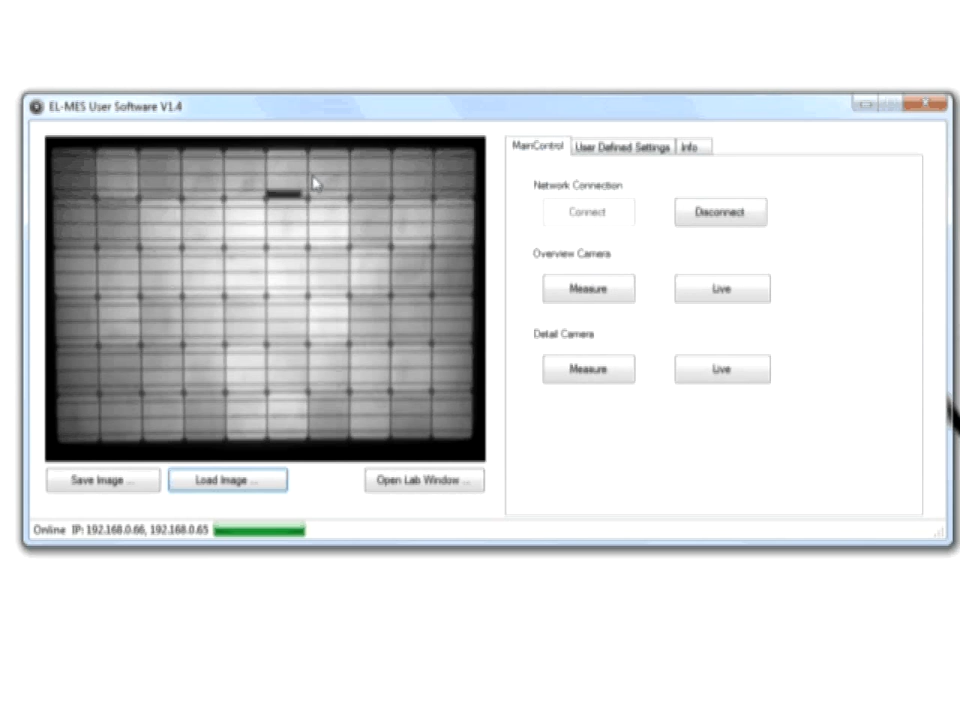 EL-MES User Software V1.4
MainControl User Defined Settings Info
Network Connection
Connect Disconnect
Overview Camera
Measure Live
Detail Camera
Measure Live
Save Image ... Load Image ... Open Lab Window ...
Online IP: 192.168.0.66, 192.168.0.65